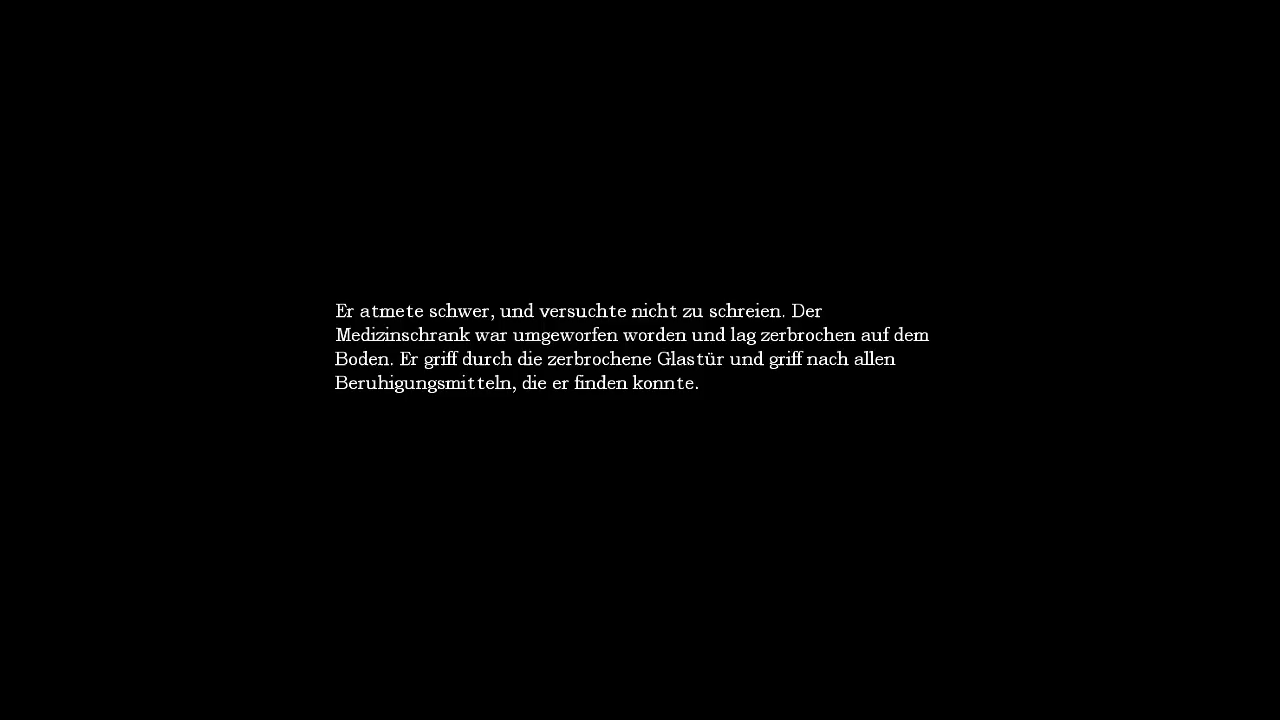 Er atmete schwer, und versuchte nicht zu schreien. Der
Medizinschrank war umgeworfen worden und lag zerbrochen auf dem
Boden. Er griff durch die zerbrochene Glastür und griff nach allen
Beruhigungsmitteln, die er finden konnte.